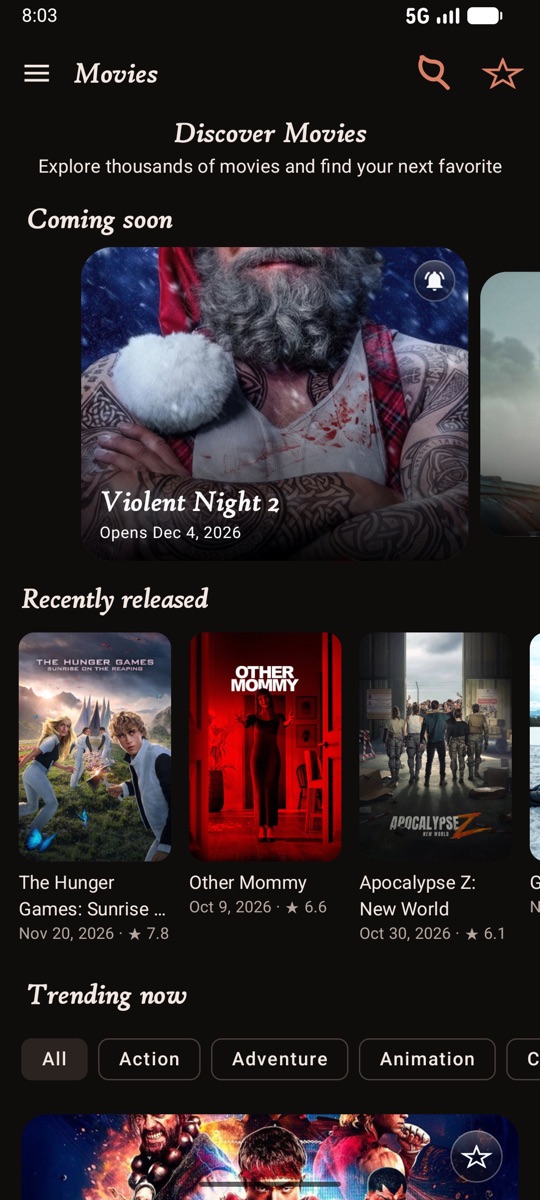 8:03
5G
Movies
Discover Movies
Explore thousands of movies and find your next favorite
Coming soon
Violent Night 2
Opens Dec 4, 2026
Recently released
THE HUNGER GAMES
SUNRISE ON THE REAPING
OTHER
MOMMY
APOCALYPSE Z
NEW WORLD
The Hunger
Games: Sunrise ...
Nov 20, 2026 · ★ 7.8
Other Mommy
Oct 9, 2026 · ★ 6.6
Apocalypse Z:
New World
Oct 30, 2026 · ★ 6.1
Trending now
All
Action
Adventure
Animation